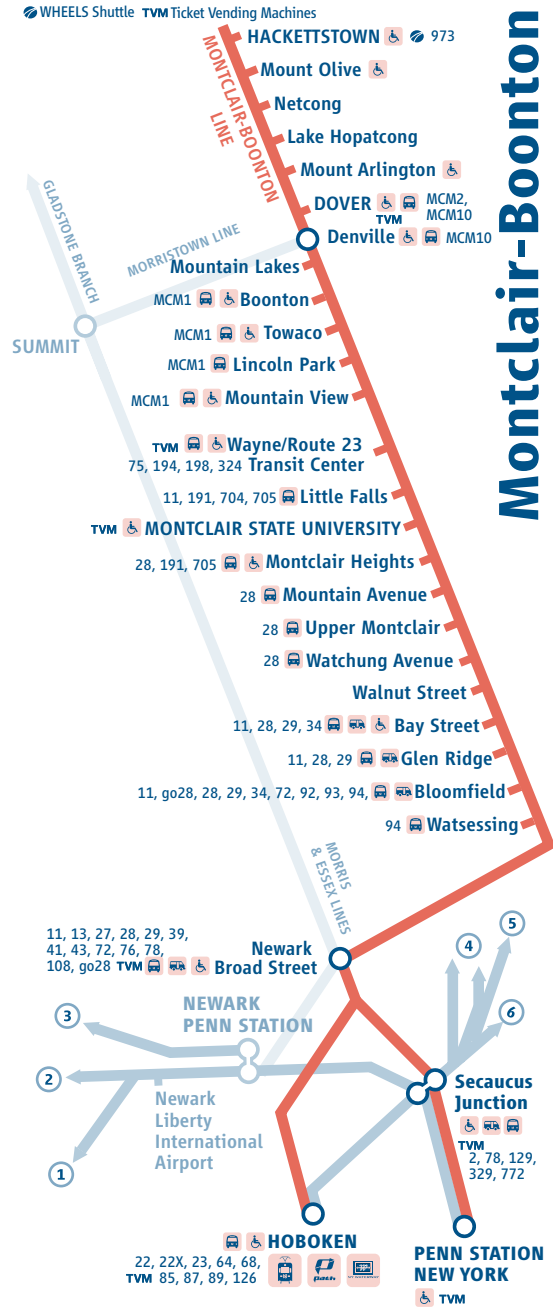 WHEELS Shuttle TVM Ticket Vending Machines
Montclair-Boonton
MONTCLAIR-BOONTON
LINE
HACKETTSTOWN 973
Mount Olive
Netcong
Lake Hopatcong
Mount Arlington
DOVER MCM2,
TVM MCM10
Denville MCM10
GLADSTONE BRANCH
MORRISTOWN LINE
SUMMIT
Mountain Lakes
MCM1 Boonton
MCM1 Towaco
MCM1 Lincoln Park
MCM1 Mountain View
TVM Wayne/Route 23
75, 194, 198, 324 Transit Center
11, 191, 704, 705 Little Falls
TVM MONTCLAIR STATE UNIVERSITY
28, 191, 705 Montclair Heights
28 Mountain Avenue
28 Upper Montclair
28 Watchung Avenue
Walnut Street
11, 28, 29, 34 Bay Street
11, 28, 29 Glen Ridge
11, go28, 28, 29, 34, 72, 92, 93, 94, Bloomfield
94 Watsessing
MORRIS
& ESSEX LINES
11, 13, 27, 28, 29, 39,
41, 43, 72, 76, 78,
108, go28 TVM
Newark
Broad Street
5
4
6
3
NEWARK
PENN STATION
2
Newark
Liberty
International
Airport
1
Secaucus
Junction
TVM
2, 78, 129,
329, 772
HOBOKEN
22, 22X, 23, 64, 68,
TVM 85, 87, 89, 126
path
PENN STATION
NEW YORK
TVM